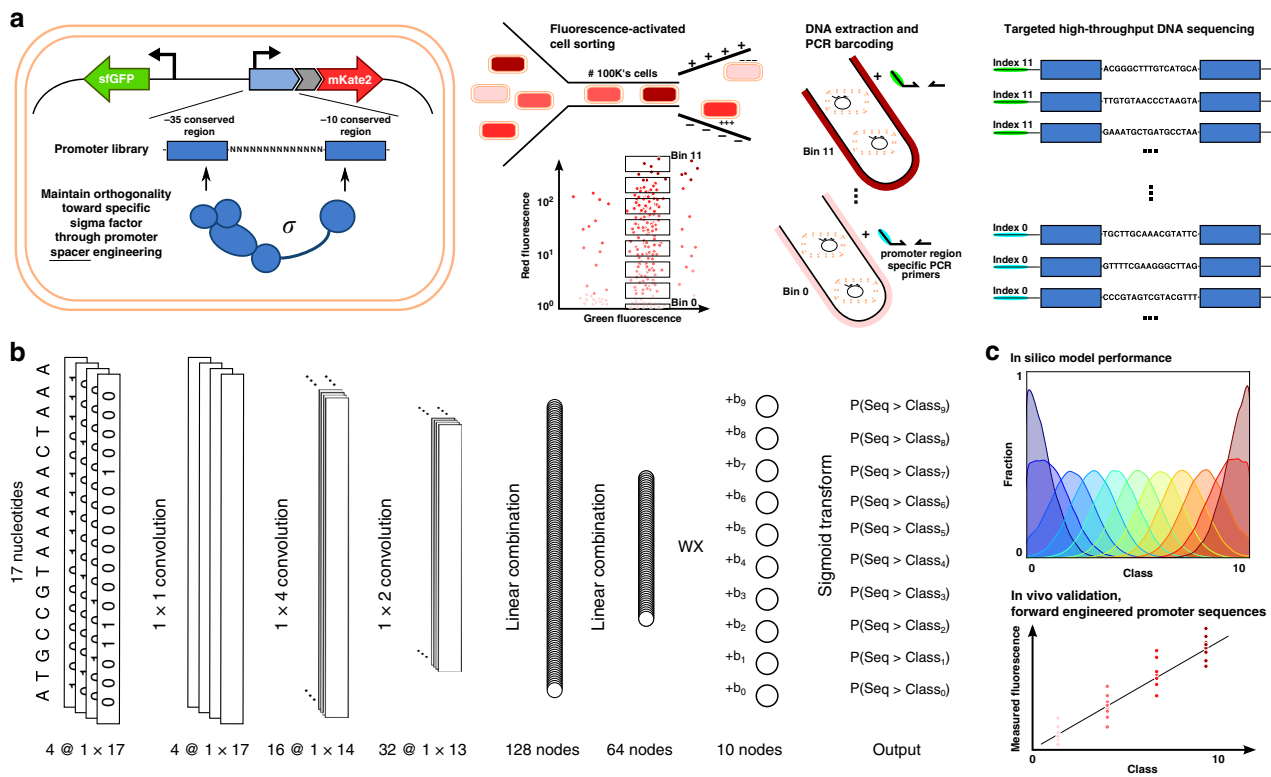 a
sfGFP
mKate2
–35 conserved
region
–10 conserved
region
Promoter library
NNNNNNNNNNNNN
Maintain orthogonality
toward specific
sigma factor
through promoter
spacer engineering
σ
Fluorescence-activated
cell sorting
# 100K's cells
+ + + +
––––
+++
– – – –
Bin 11
Red fluorescence
10²
10¹
10⁰
Bin 0
Green fluorescence
DNA extraction and
PCR barcoding
+
Bin 11
+
promoter region
specific PCR
primers
Bin 0
Targeted high-throughput DNA sequencing
Index 11
ACGGGCTTTGTCATGCA
Index 11
TTGTGTAACCCTAAGTA
Index 11
GAAATGCTGATGCCTAA
Index 0
TGCTTGCAAACGTATTC
Index 0
GTTTTCGAAGGGCTTAG
Index 0
CCCGTAGTCGTACGTTT
b
17 nucleotides
ATGCCGTAAAAACTAAA
00011000000010000
1 × 1 convolution
1 × 4 convolution
1 × 2 convolution
Linear combination
Linear combination
WX
+b₉
+b₈
+b₇
+b₆
+b₅
+b₄
+b₃
+b₂
+b₁
+b₀
Sigmoid transform
P(Seq > Class₉)
P(Seq > Class₈)
P(Seq > Class₇)
P(Seq > Class₆)
P(Seq > Class₅)
P(Seq > Class₄)
P(Seq > Class₃)
P(Seq > Class₂)
P(Seq > Class₁)
P(Seq > Class₀)
4 @ 1 × 17
4 @ 1 × 17
16 @ 1 × 14
32 @ 1 × 13
128 nodes
64 nodes
10 nodes
Output
c
In silico model performance
1
Fraction
0
0
Class
10
In vivo validation,
forward engineered promoter sequences
Measured fluorescence
0
Class
10